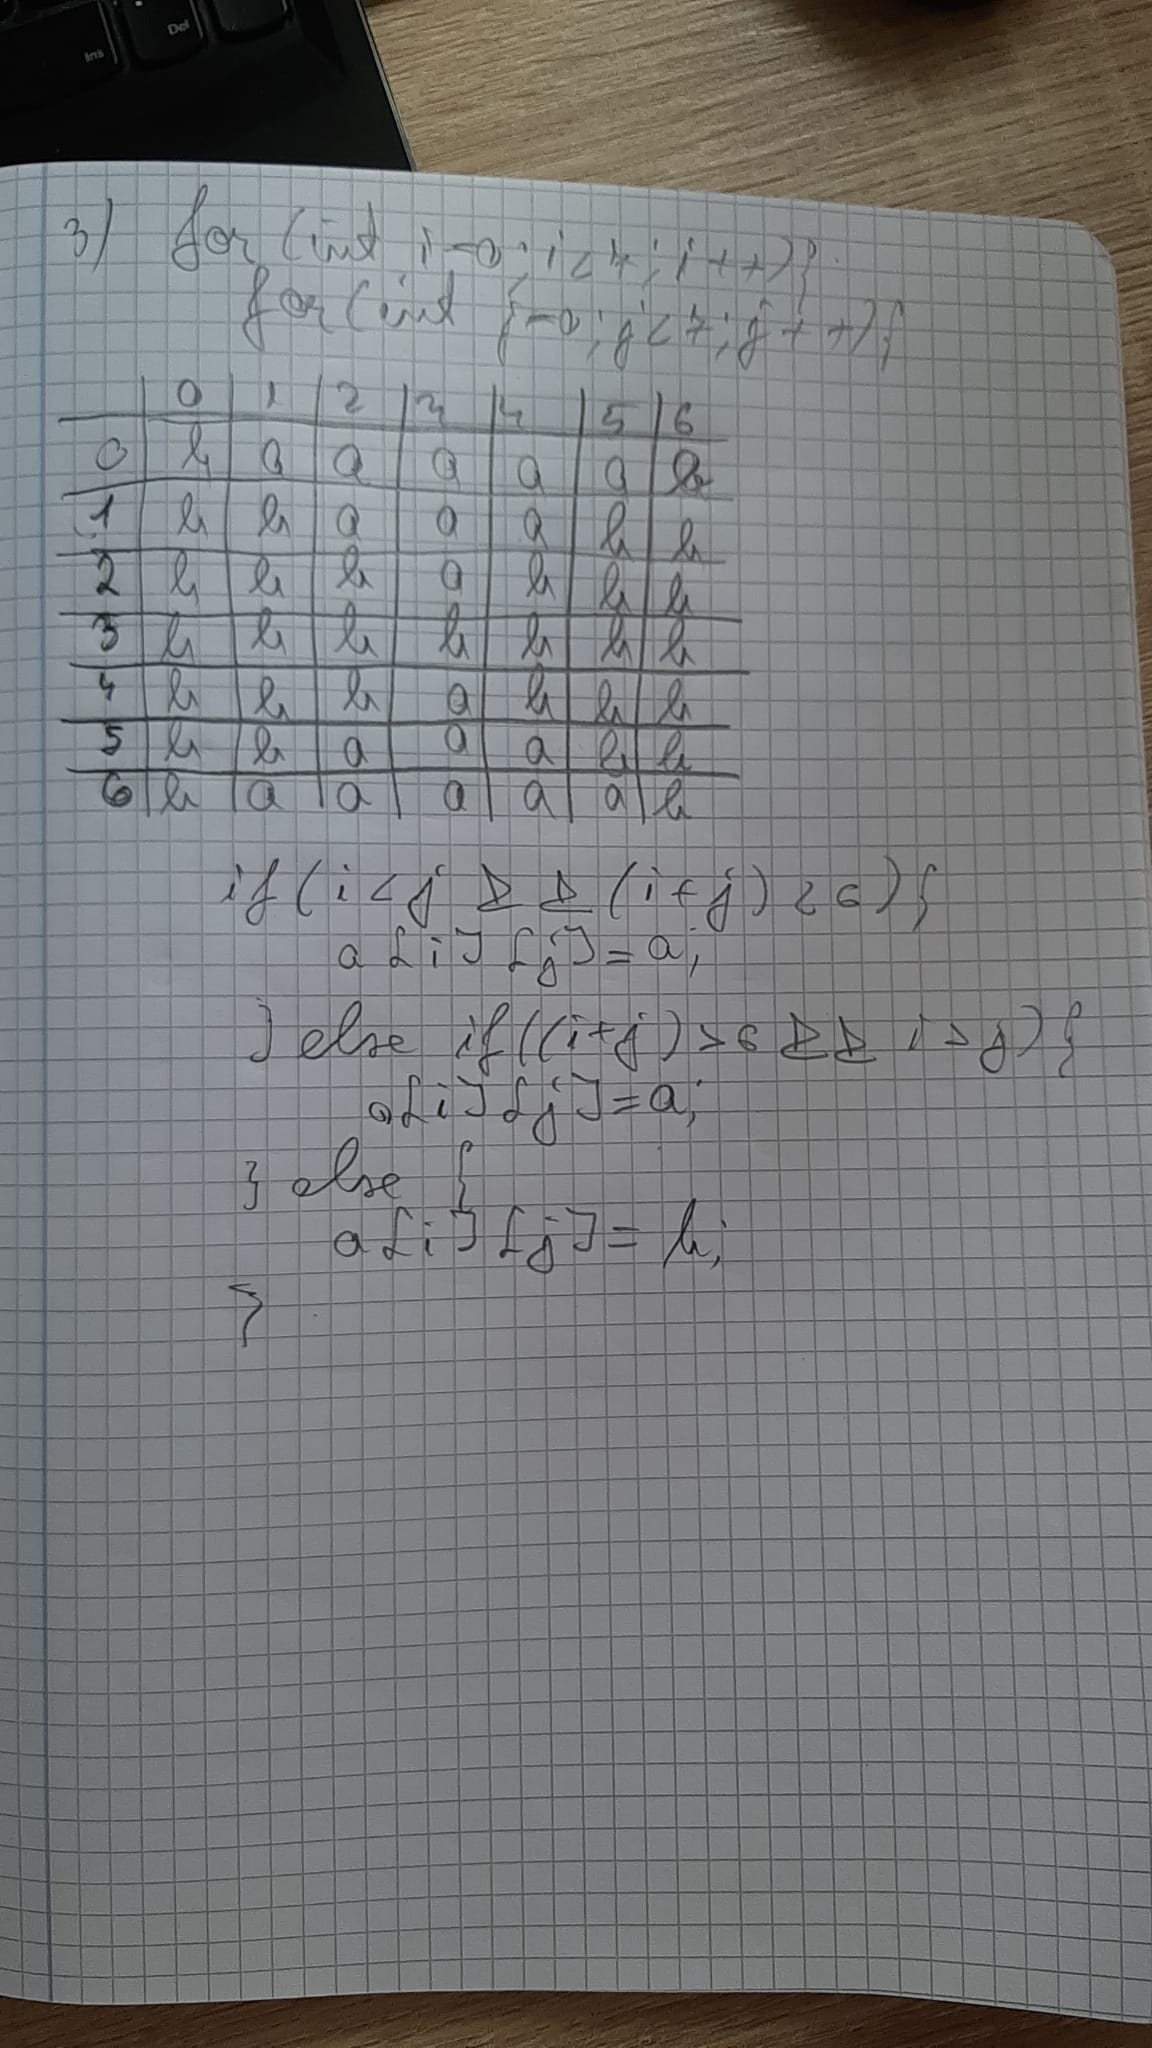 Ins Del
3) for (int i=0; i<7; i++){
for (int j=0; j<7; j++){
0 1 2 3 4 5 6
0 b a a a a a b
1 b b a a a b b
2 b b b a b b b
3 b b b b b b b
4 b b b a b b b
5 b b a a a b b
6 b a a a a a b
if (i<j && (i+j)<6){
a[i][j]=a;
} else if ((i+j)>6 && i>j){
a[i][j]=a;
} else {
a[i][j]=b;
}